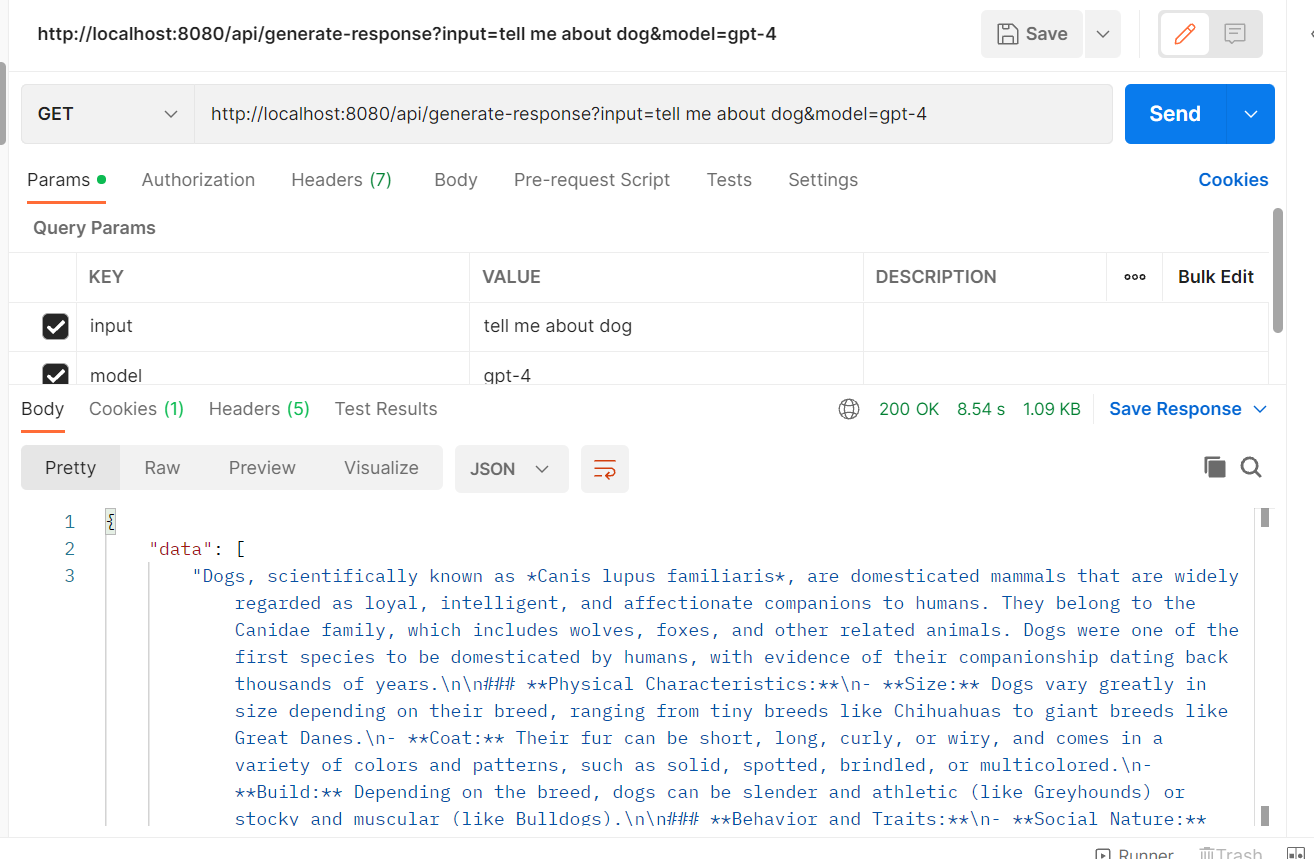 http://localhost:8080/api/generate-response?input=tell me about dog&model=gpt-4
Save
GET
http://localhost:8080/api/generate-response?input=tell me about dog&model=gpt-4
Send
Params
Authorization
Headers (7)
Body
Pre-request Script
Tests
Settings
Cookies
Query Params
KEY
VALUE
DESCRIPTION
Bulk Edit
input
tell me about dog
model
gpt-4
Body
Cookies (1)
Headers (5)
Test Results
200 OK
8.54 s
1.09 KB
Save Response
Pretty
Raw
Preview
Visualize
JSON
1 {
2 "data": [
3 "Dogs, scientifically known as *Canis lupus familiaris*, are domesticated mammals that are widely
regarded as loyal, intelligent, and affectionate companions to humans. They belong to the
Canidae family, which includes wolves, foxes, and other related animals. Dogs were one of the
first species to be domesticated by humans, with evidence of their companionship dating back
thousands of years.\n\n### **Physical Characteristics:**\n- **Size:** Dogs vary greatly in
size depending on their breed, ranging from tiny breeds like Chihuahuas to giant breeds like
Great Danes.\n- **Coat:** Their fur can be short, long, curly, or wiry, and comes in a
variety of colors and patterns, such as solid, spotted, brindled, or multicolored.\n-
**Build:** Depending on the breed, dogs can be slender and athletic (like Greyhounds) or
stocky and muscular (like Bulldogs).\n\n### **Behavior and Traits:**\n- **Social Nature:**
Runner
Trash